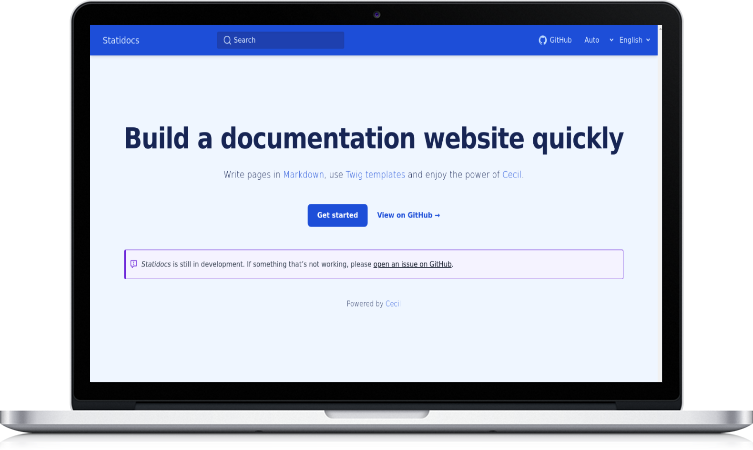 Statidocs
Search
GitHub
Auto
English
Build a documentation website quickly
Write pages in Markdown, use Twig templates and enjoy the power of Cecil.
Get started
View on GitHub →
Statidocs is still in development. If something that's not working, please open an issue on GitHub.
Powered by Cecil